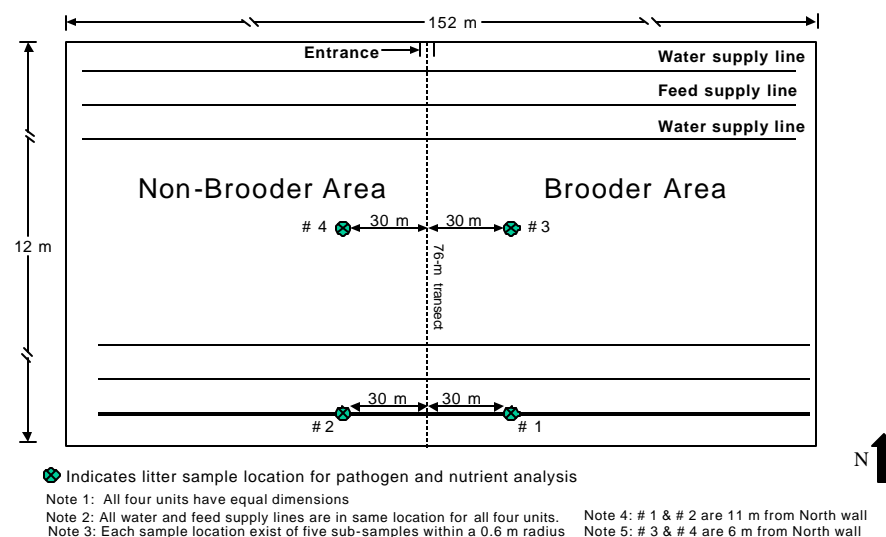 152 m
Entrance
Water supply line
Feed supply line
Water supply line
Non-Brooder Area
Brooder Area
# 4
30 m
30 m
# 3
12 m
76-m transect
30 m
30 m
# 2
# 1
N
Indicates litter sample location for pathogen and nutrient analysis
Note 1: All four units have equal dimensions
Note 2: All water and feed supply lines are in same location for all four units.
Note 3: Each sample location exist of five sub-samples within a 0.6 m radius
Note 4: # 1 & # 2 are 11 m from North wall
Note 5: # 3 & # 4 are 6 m from North wall